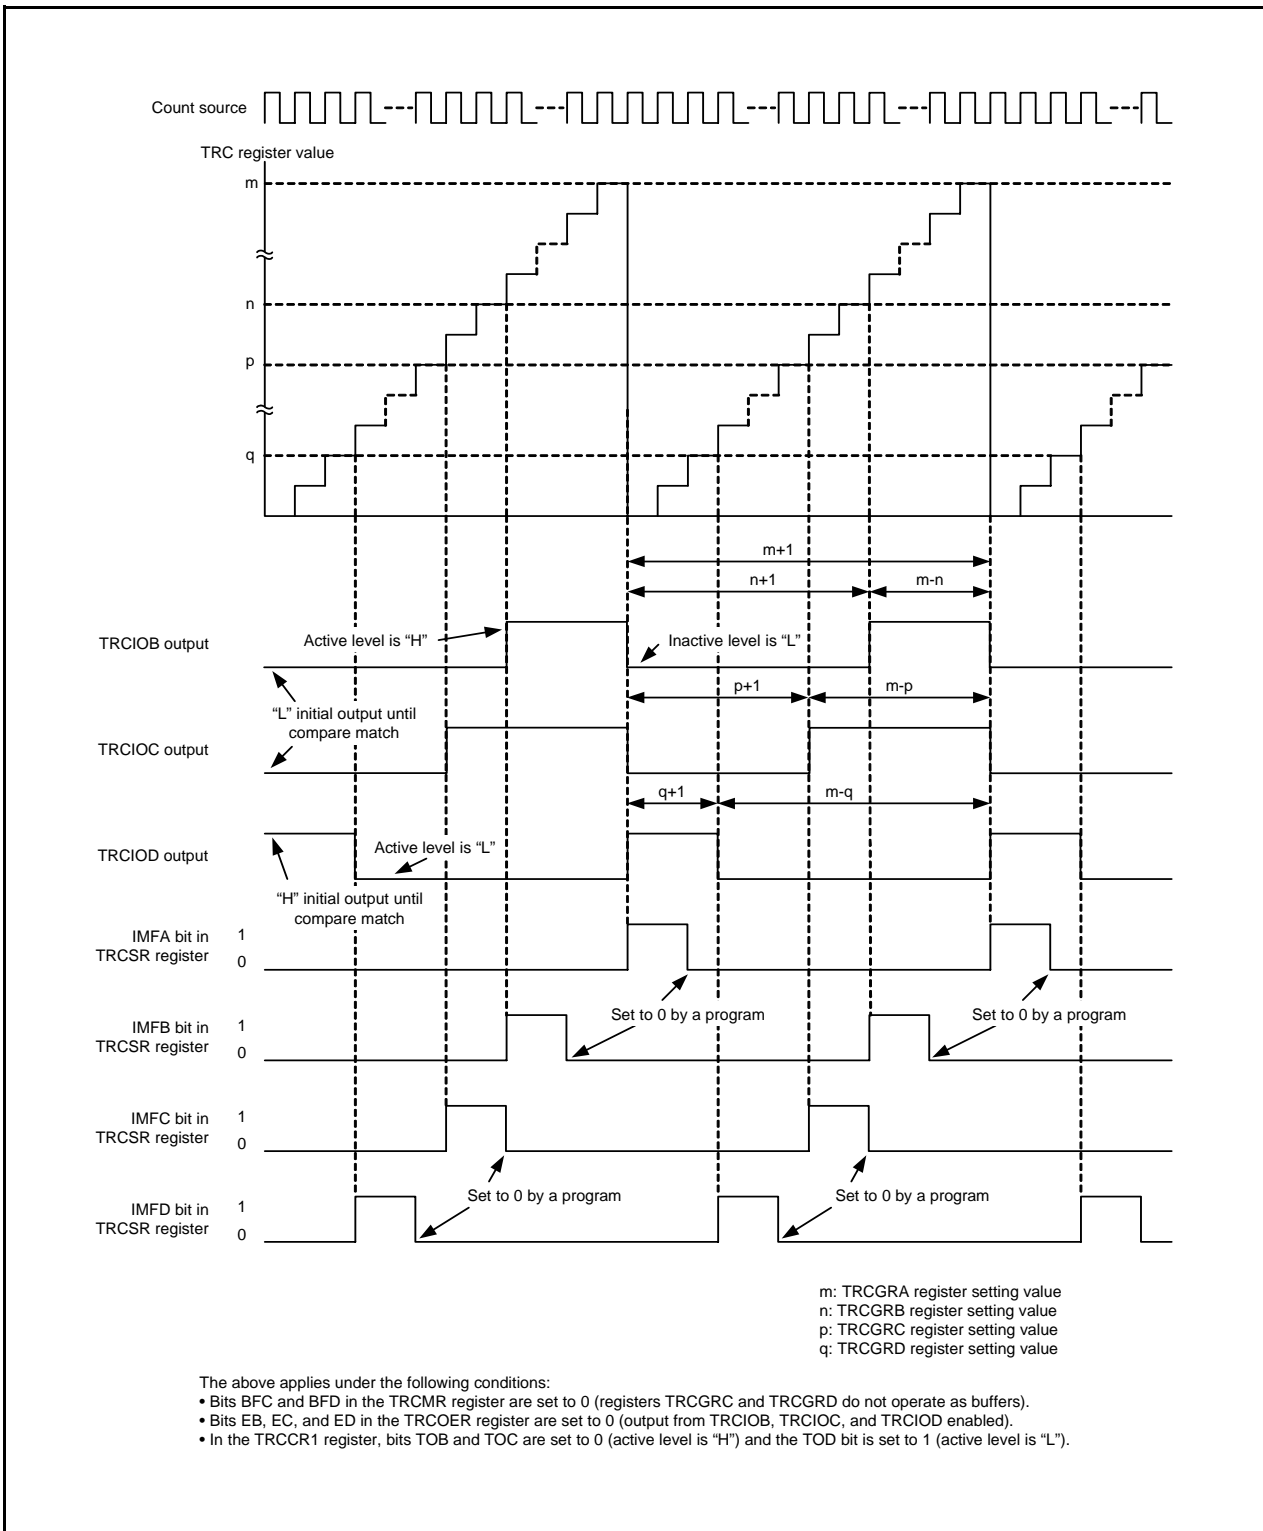 Count source
TRC register value
m
n
p
q
m+1
n+1
m-n
TRCIOB output
Active level is “H”
Inactive level is “L”
p+1
m-p
“L” initial output until
compare match
TRCIOC output
q+1
m-q
TRCIOD output
Active level is “L”
“H” initial output until
compare match
IMFA bit in
TRCSR register
1
0
Set to 0 by a program
Set to 0 by a program
IMFB bit in
TRCSR register
1
0
IMFC bit in
TRCSR register
1
0
Set to 0 by a program
Set to 0 by a program
IMFD bit in
TRCSR register
1
0
m: TRCGRA register setting value
n: TRCGRB register setting value
p: TRCGRC register setting value
q: TRCGRD register setting value
The above applies under the following conditions:
• Bits BFC and BFD in the TRCMR register are set to 0 (registers TRCGRC and TRCGRD do not operate as buffers).
• Bits EB, EC, and ED in the TRCOER register are set to 0 (output from TRCIOB, TRCIOC, and TRCIOD enabled).
• In the TRCCR1 register, bits TOB and TOC are set to 0 (active level is “H”) and the TOD bit is set to 1 (active level is “L”).